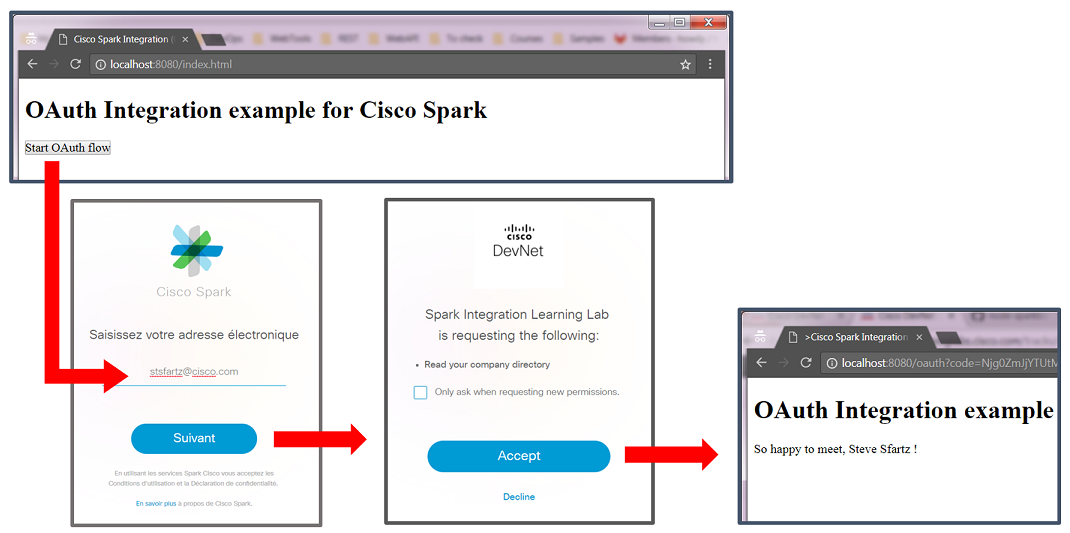 Cisco Spark Integration (
WebTools
REST
WebAPI
To check
Courses
Samples
localhost:8080/index.html
OAuth Integration example for Cisco Spark
Start OAuth flow
Cisco Spark
Saisissez votre adresse électronique
stsfartz@cisco.com
Suivant
En utilisant les services Spark Cisco vous acceptez les
Conditions d'utilisation et la Déclaration de confidentialité.
En savoir plus à propos de Cisco Spark.
CISCO
DevNet
Spark Integration Learning Lab
is requesting the following:
• Read your company directory
Only ask when requesting new permissions.
Accept
Decline
>Cisco Spark Integration
localhost:8080/oauth?code=Njg0ZmJjYTUtM
OAuth Integration example
So happy to meet, Steve Sfartz !